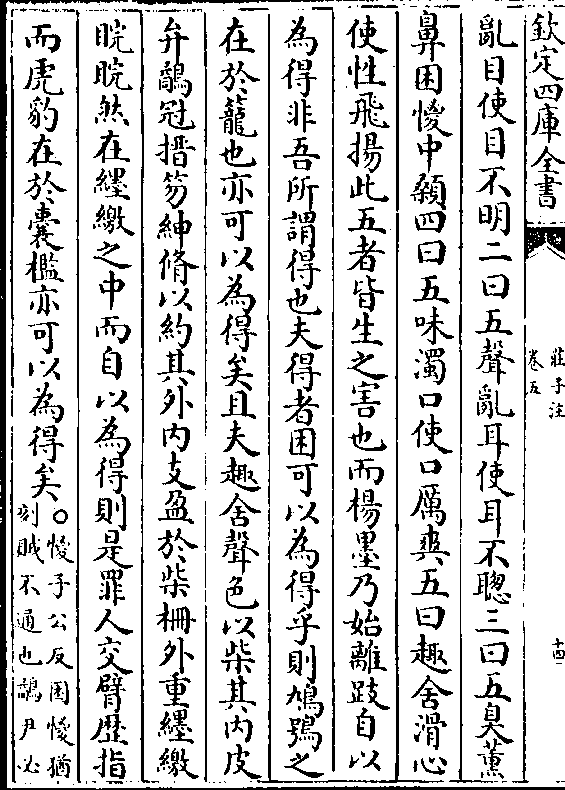 欽定四庫全書
莊子注
卷五
十四
亂目使目不明二曰五聲亂耳使耳不聰三曰五臭薰
鼻困惾中顙四曰五味濁口使口厲爽五曰趣舍滑心
使性飛揚此五者皆生之害也而楊墨乃始離跂自以
為得非吾所謂得也夫得者困可以為得乎則鳩鴞之
在於籠也亦可以為得矣且夫趣舍聲色以柴其內皮
弁鷸冠搢笏紳脩以約其外內支盈於柴柵外重纆繳
睆睆然在纆繳之中而自以為得則是罪人交臂歷指
而虎豹在於囊檻亦可以為得矣○惾子公反困惾猶
刻賊不通也鷸尹必